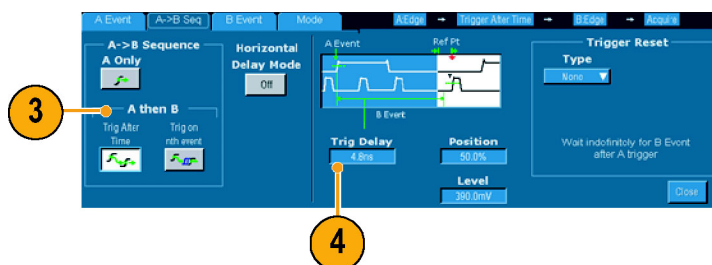 A Event A->B Seq B Event Mode A:Edge → Trigger After Time → B:Edge → Acquire
A->B Sequence
A Only
A then B
Trig After Time
Trig on nth event
Horizontal
Delay Mode
Off
A Event
Ref Pt
B Event
Trig Delay
4.8ns
Position
50.0%
Level
390.0mV
Trigger Reset
Type
None
Wait indefinitely for B Event
after A trigger
Close
3
4